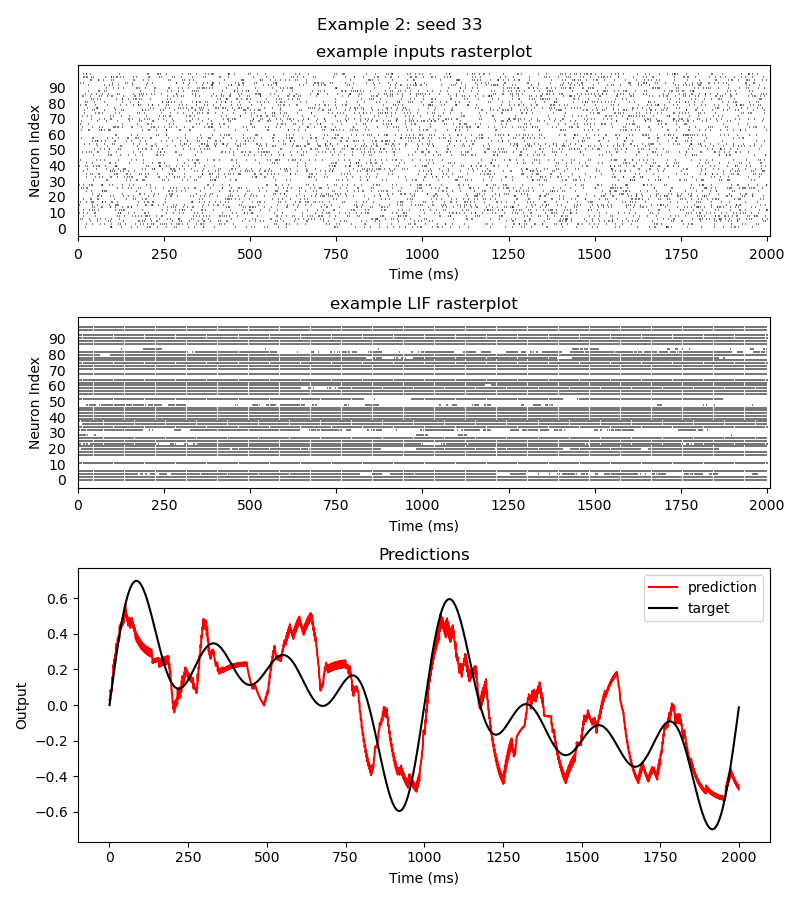 Example 2: seed 33
example inputs rasterplot
Neuron Index
90
80
70
60
50
40
30
20
10
0
0 250 500 750 1000 1250 1500 1750 2000
Time (ms)
example LIF rasterplot
Neuron Index
90
80
70
60
50
40
30
20
10
0
0 250 500 750 1000 1250 1500 1750 2000
Time (ms)
Predictions
Output
0.6
0.4
0.2
0.0
−0.2
−0.4
−0.6
prediction
target
0 250 500 750 1000 1250 1500 1750 2000
Time (ms)